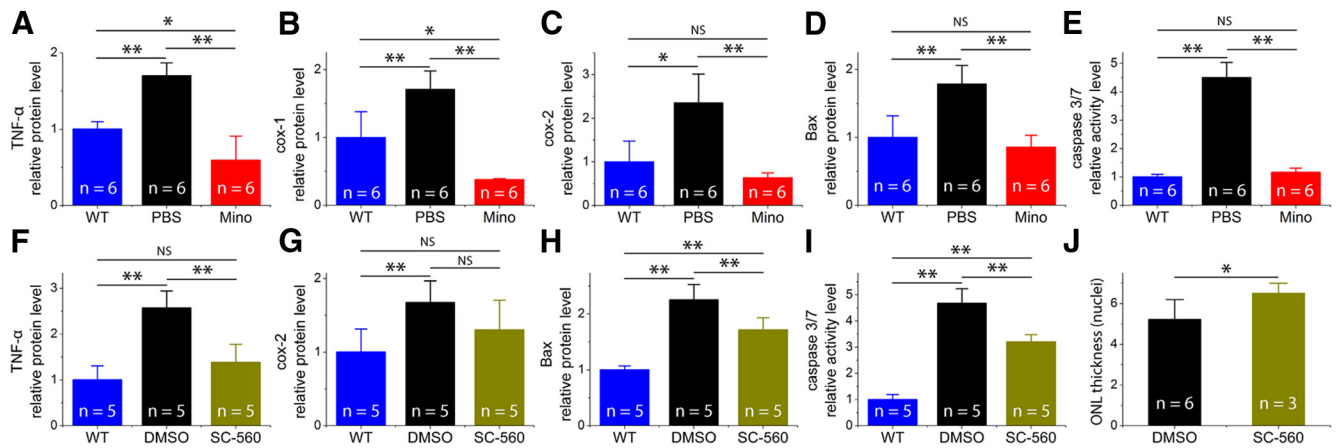 A
TNF-α
relative protein level
2
1
0
*
**
**
n = 6
n = 6
n = 6
WT
PBS
Mino
B
cox-1
relative protein level
2
1
0
*
**
**
n = 6
n = 6
n = 6
WT
PBS
Mino
C
cox-2
relative protein level
3
2
1
0
NS
*
**
n = 6
n = 6
n = 6
WT
PBS
Mino
D
Bax
relative protein level
2
1
0
NS
**
**
n = 6
n = 6
n = 6
WT
PBS
Mino
E
caspase 3/7
relative activity level
5
4
3
2
1
0
NS
**
**
n = 6
n = 6
n = 6
WT
PBS
Mino
F
TNF-α
relative protein level
3
2
1
0
NS
**
**
n = 5
n = 5
n = 5
WT
DMSO
SC-560
G
cox-2
relative protein level
2
1
0
NS
**
NS
n = 5
n = 5
n = 5
WT
DMSO
SC-560
H
Bax
relative protein level
2
1
0
**
**
**
n = 5
n = 5
n = 5
WT
DMSO
SC-560
I
caspase 3/7
relative activity level
5
4
3
2
1
0
**
**
**
n = 5
n = 5
n = 5
WT
DMSO
SC-560
J
ONL thickness (nuclei)
6
4
2
0
*
n = 6
n = 3
DMSO
SC-560